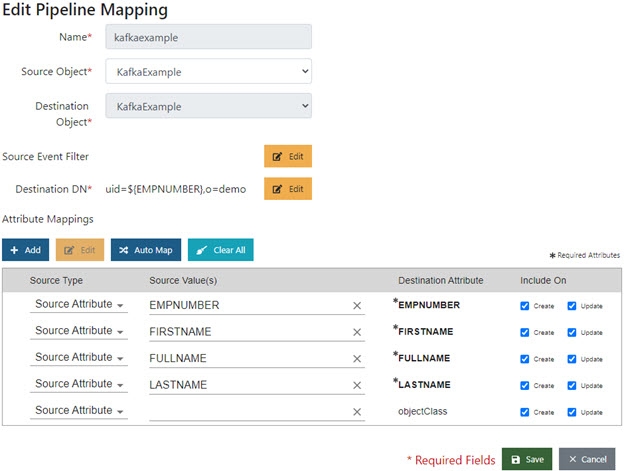 Edit Pipeline Mapping
Name* kafkaexample
Source Object* KafkaExample
Destination Object* KafkaExample
Source Event Filter Edit
Destination DN* uid=${EMPNUMBER},o=demo Edit
Attribute Mappings
Add Edit Auto Map Clear All
* Required Attributes
Source Type Source Value(s) Destination Attribute Include On
Source Attribute EMPNUMBER *EMPNUMBER Create Update
Source Attribute FIRSTNAME *FIRSTNAME Create Update
Source Attribute FULLNAME *FULLNAME Create Update
Source Attribute LASTNAME *LASTNAME Create Update
Source Attribute objectClass Create Update
* Required Fields Save Cancel